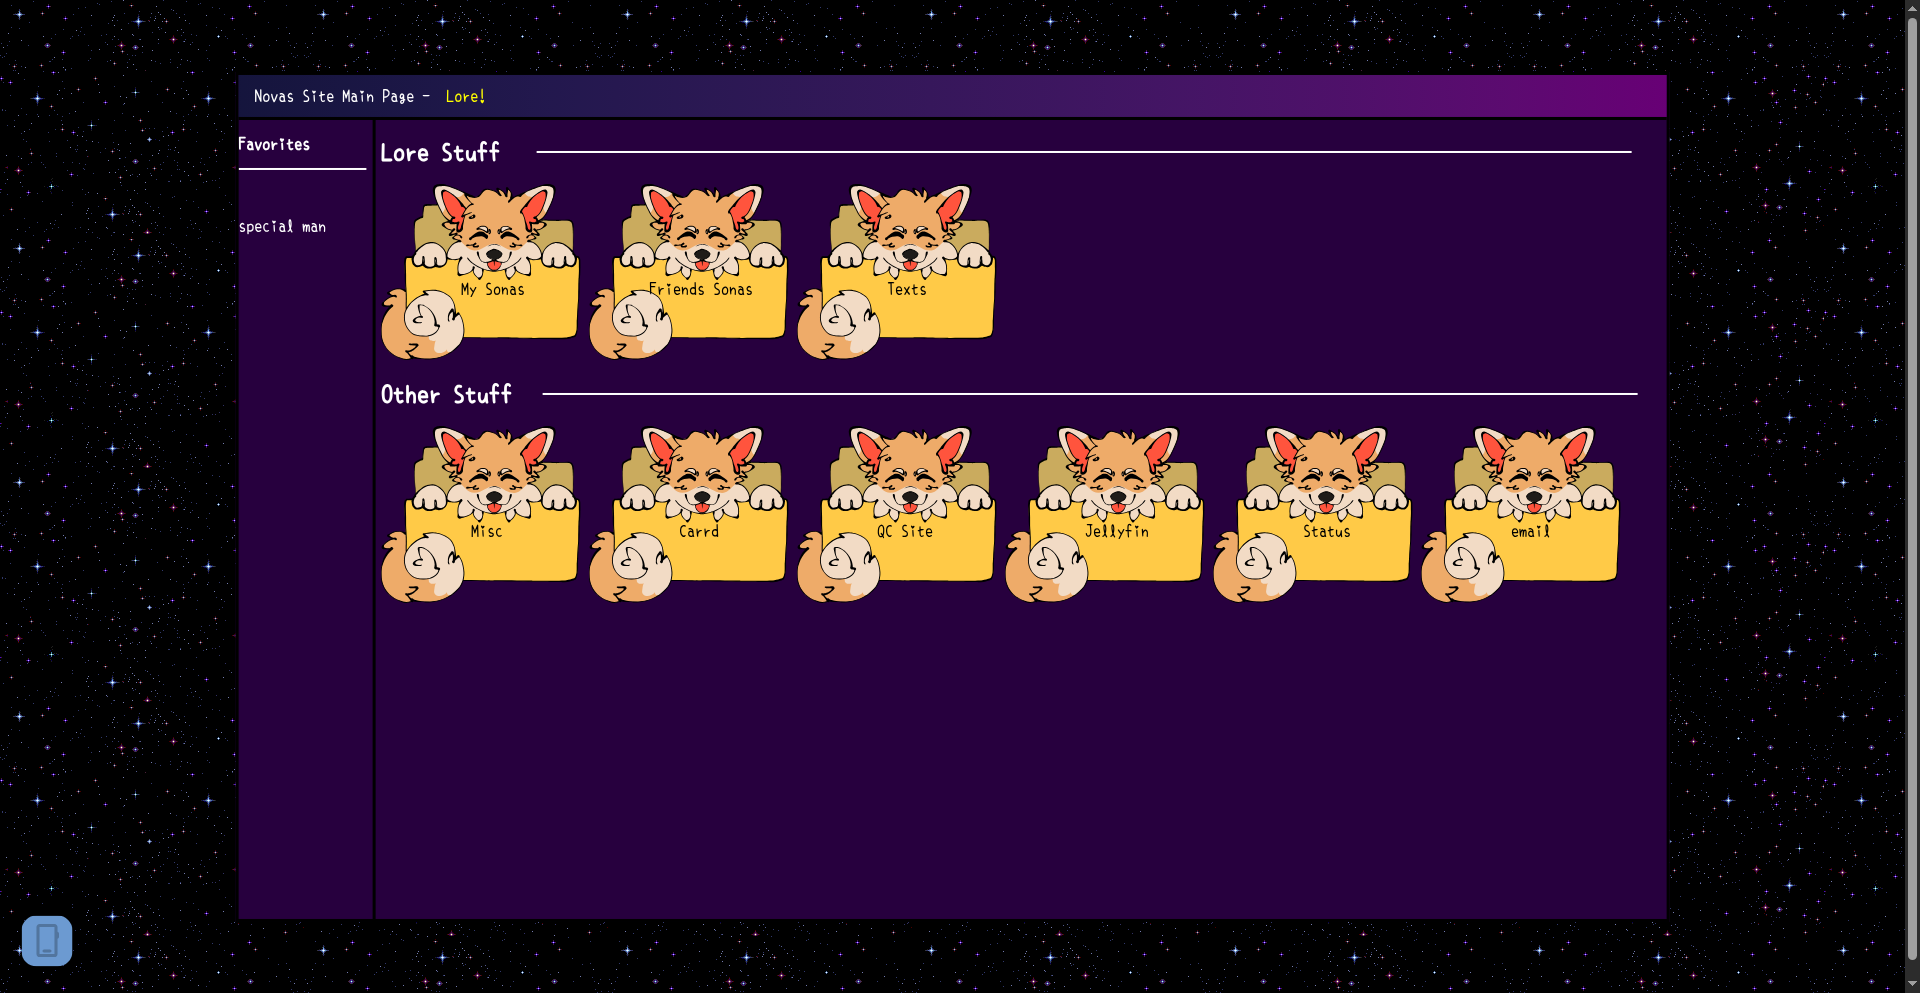 Novas Site Main Page - Lore!
Favorites
special man
Lore Stuff
My Sonas
Friends Sonas
Texts
Other Stuff
Misc
Carrd
QC Site
Jellyfin
Status
email